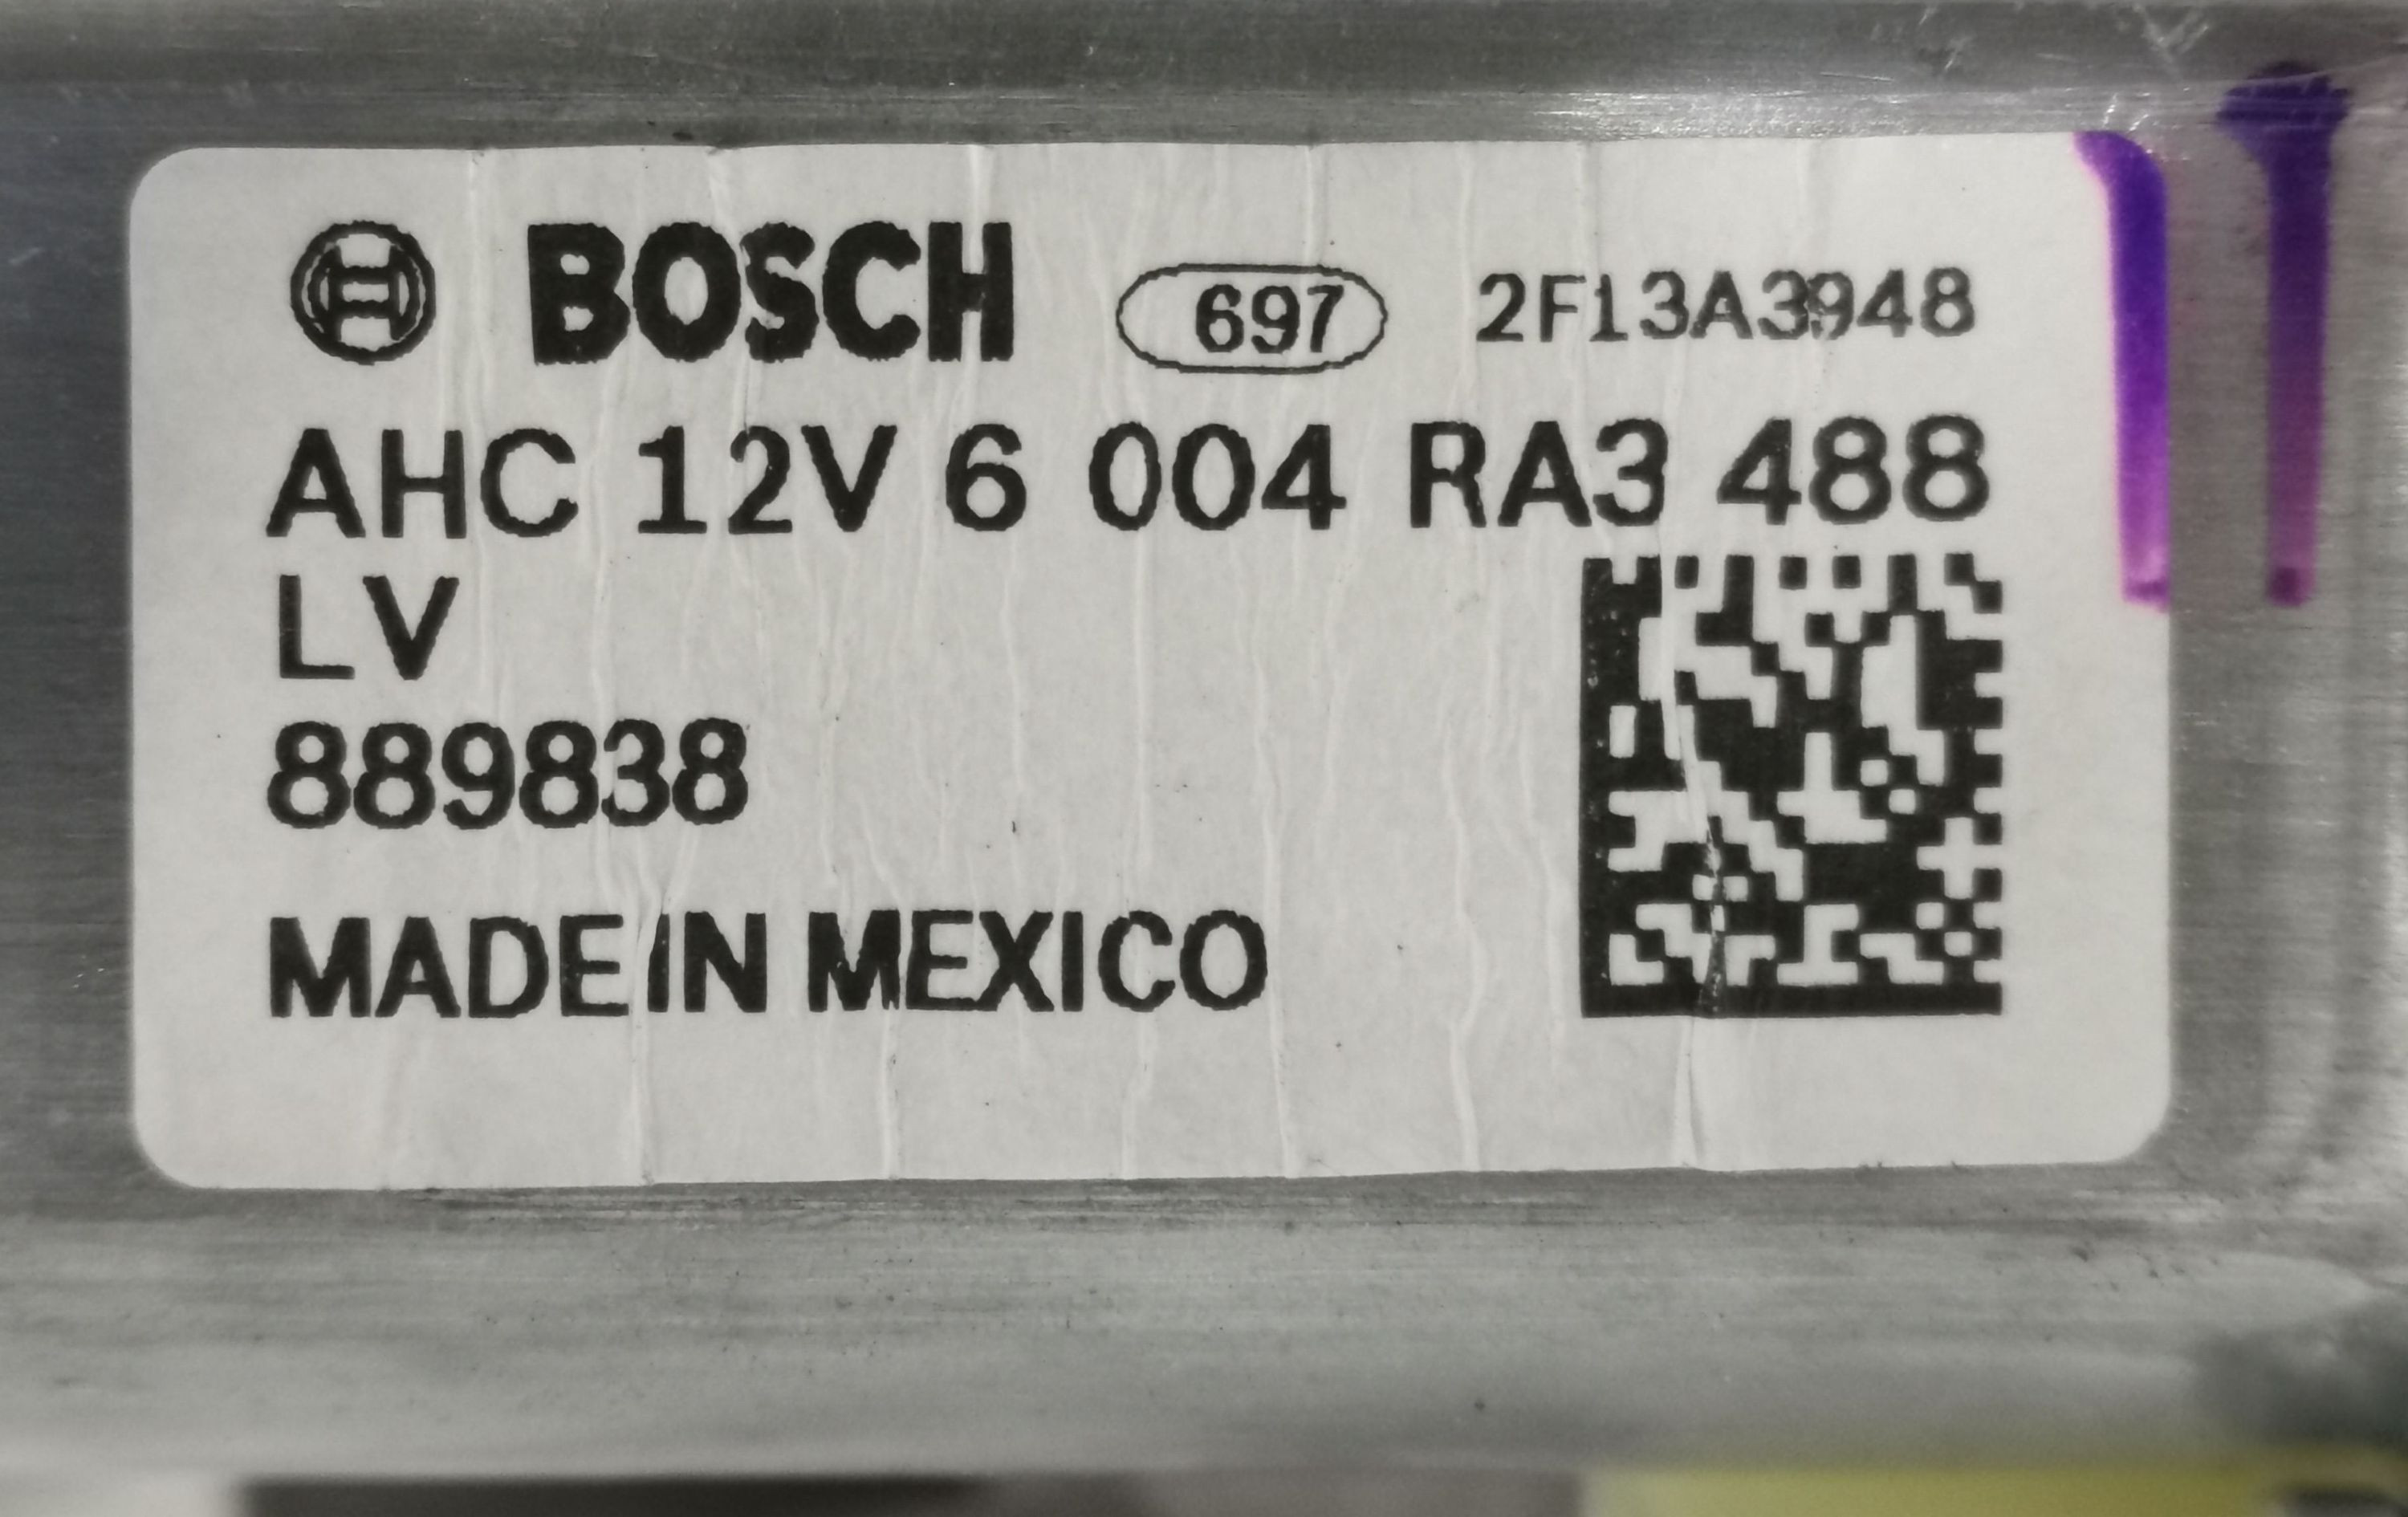 BOSCH 697 2F13A3948
AHC 12V 6 004 RA3 488
LV
889838
MADE IN MEXICO